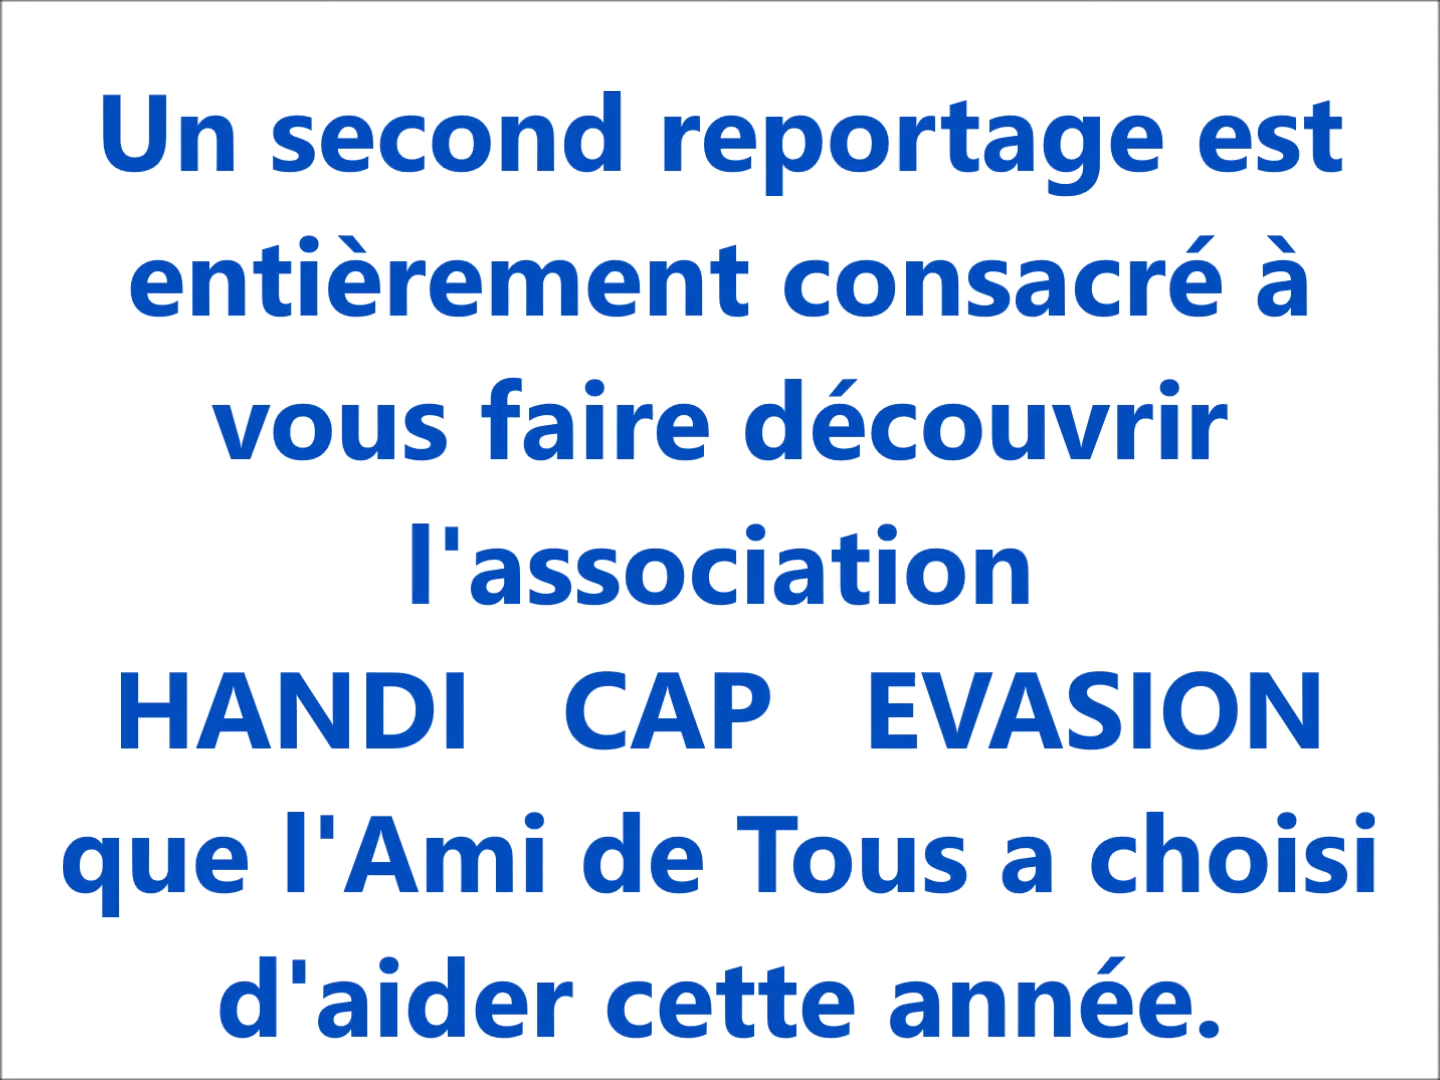 Un second reportage est
entièrement consacré à
vous faire découvrir
l'association
HANDI CAP EVASION
que l'Ami de Tous a choisi
d'aider cette année.